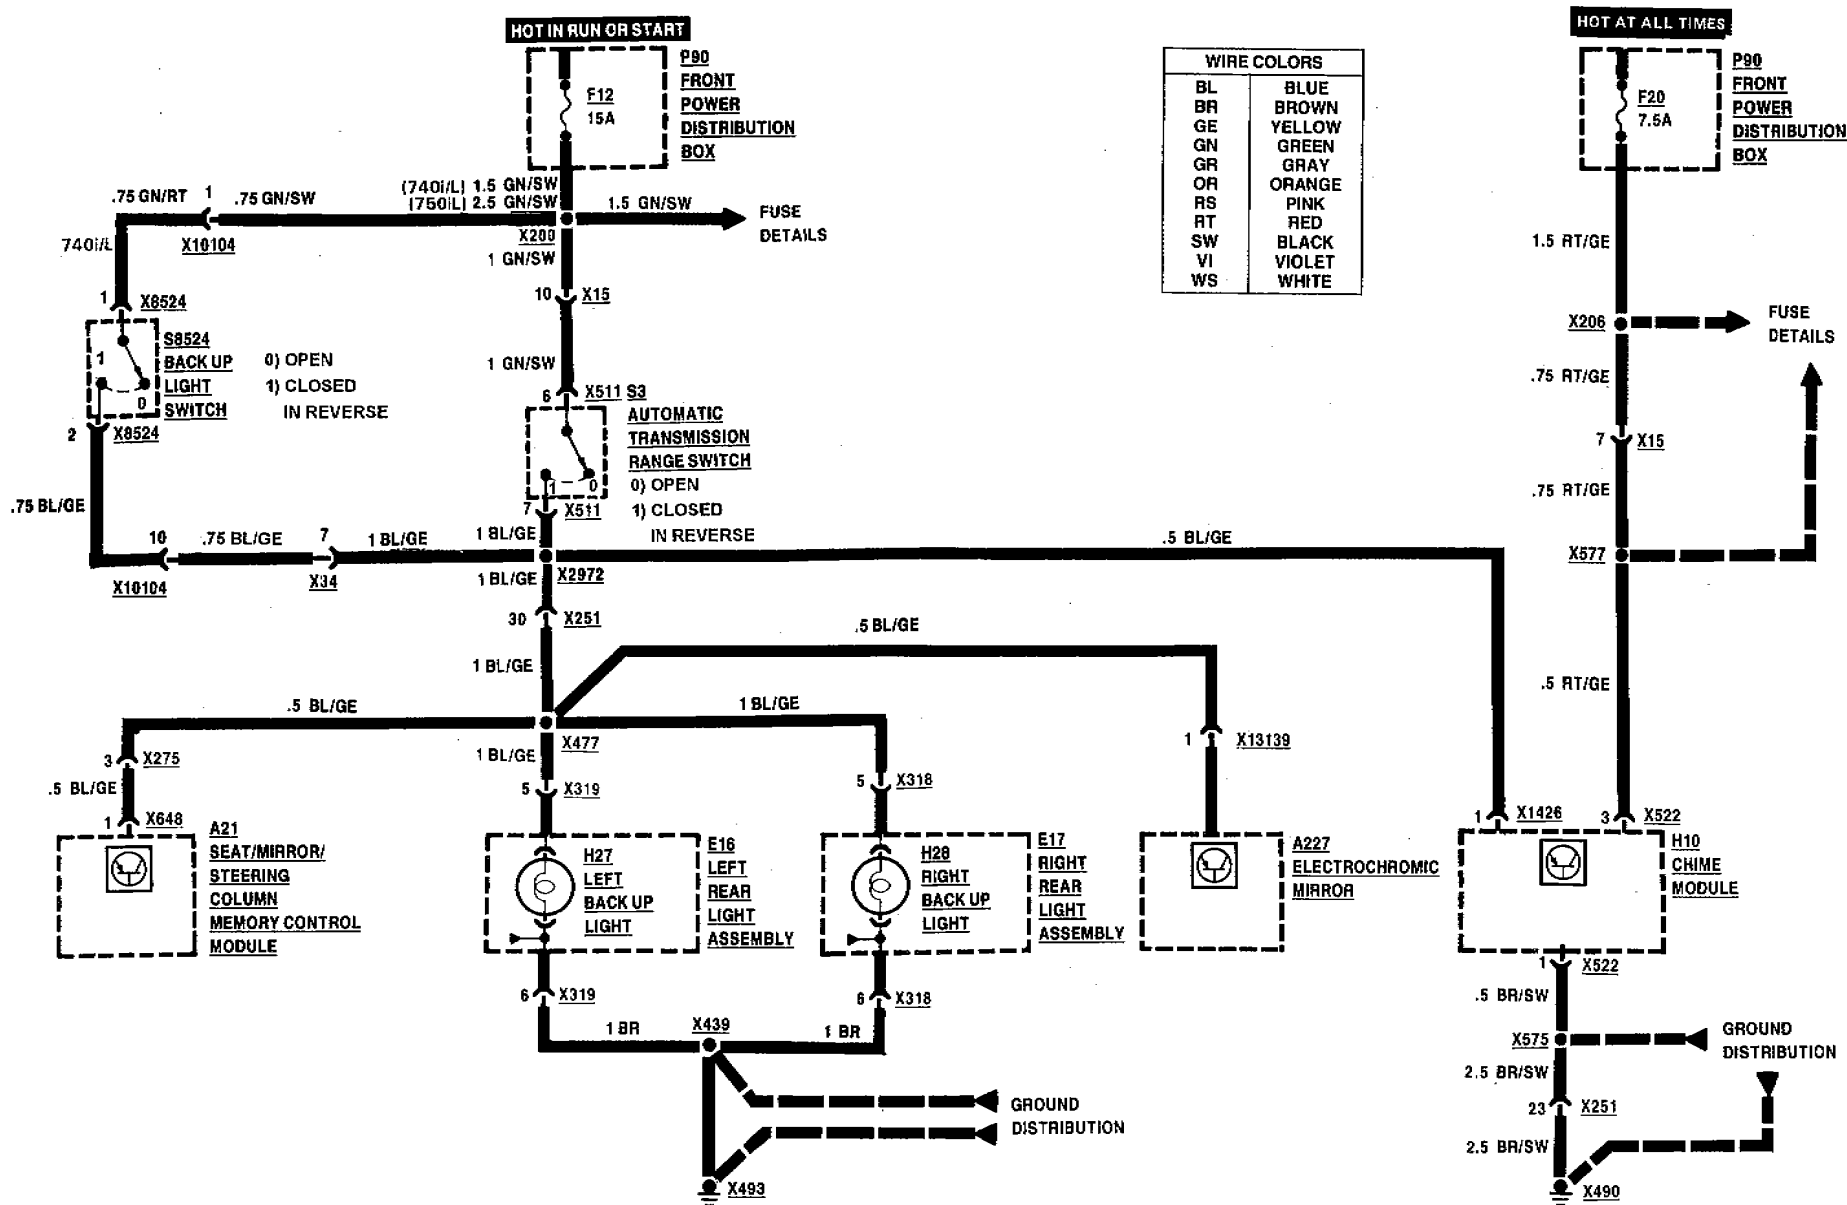 HOT IN RUN OR START
P90
FRONT
POWER
DISTRIBUTION
BOX
F12
15A
(740i/L) 1.5 GN/SW
(750iL) 2.5 GN/SW
1.5 GN/SW
FUSE
DETAILS
X200
.75 GN/RT
1
.75 GN/SW
X10104
740i/L
1
X8524
S8524
BACK UP
LIGHT
SWITCH
1
0
0) OPEN
1) CLOSED
IN REVERSE
2
X8524
.75 BL/GE
10
X10104
.75 BL/GE
7
X34
1 BL/GE
1 GN/SW
10
X15
1 GN/SW
6
X511 S3
AUTOMATIC
TRANSMISSION
RANGE SWITCH
0) OPEN
1) CLOSED
IN REVERSE
1
0
7
X511
1 BL/GE
.5 BL/GE
X2972
1 BL/GE
30
X251
1 BL/GE
.5 BL/GE
.5 BL/GE
1 BL/GE
X477
1 BL/GE
3
X275
.5 BL/GE
1
X648
A21
SEAT/MIRROR/
STEERING
COLUMN
MEMORY CONTROL
MODULE
5
X319
H27
LEFT
BACK UP
LIGHT
E16
LEFT
REAR
LIGHT
ASSEMBLY
6
X319
1 BR
5
X318
H28
RIGHT
BACK UP
LIGHT
E17
RIGHT
REAR
LIGHT
ASSEMBLY
6
X318
1 BR
X439
GROUND
DISTRIBUTION
X493
1
X13139
A227
ELECTROCHROMIC
MIRROR
WIRE COLORS
BL BLUE
BR BROWN
GE YELLOW
GN GREEN
GR GRAY
OR ORANGE
RS PINK
RT RED
SW BLACK
VI VIOLET
WS WHITE
HOT AT ALL TIMES
P90
FRONT
POWER
DISTRIBUTION
BOX
F20
7.5A
1.5 RT/GE
X206
FUSE
DETAILS
.75 RT/GE
7
X15
.75 RT/GE
X577
.5 RT/GE
1
X1426
3
X522
H10
CHIME
MODULE
1
X522
.5 BR/SW
X575
GROUND
DISTRIBUTION
2.5 BR/SW
23
X251
2.5 BR/SW
X490